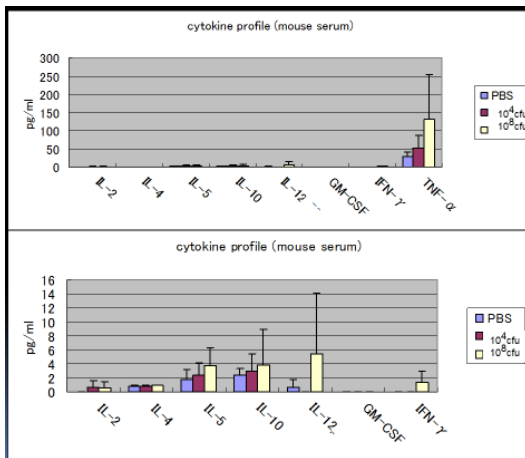 cytokine profile (mouse serum)
pg/ml
300
250
200
150
100
50
0
IL-2
IL-4
IL-5
IL-10
IL-12
GM-CSF
IFN-γ
TNF-α
PBS
10⁴cfu
10⁸cfu
cytokine profile (mouse serum)
pg/ml
16
14
12
10
8
6
4
2
0
IL-2
IL-4
IL-5
IL-10
IL-12
GM-CSF
IFN-γ
PBS
10⁴cfu
10⁸cfu